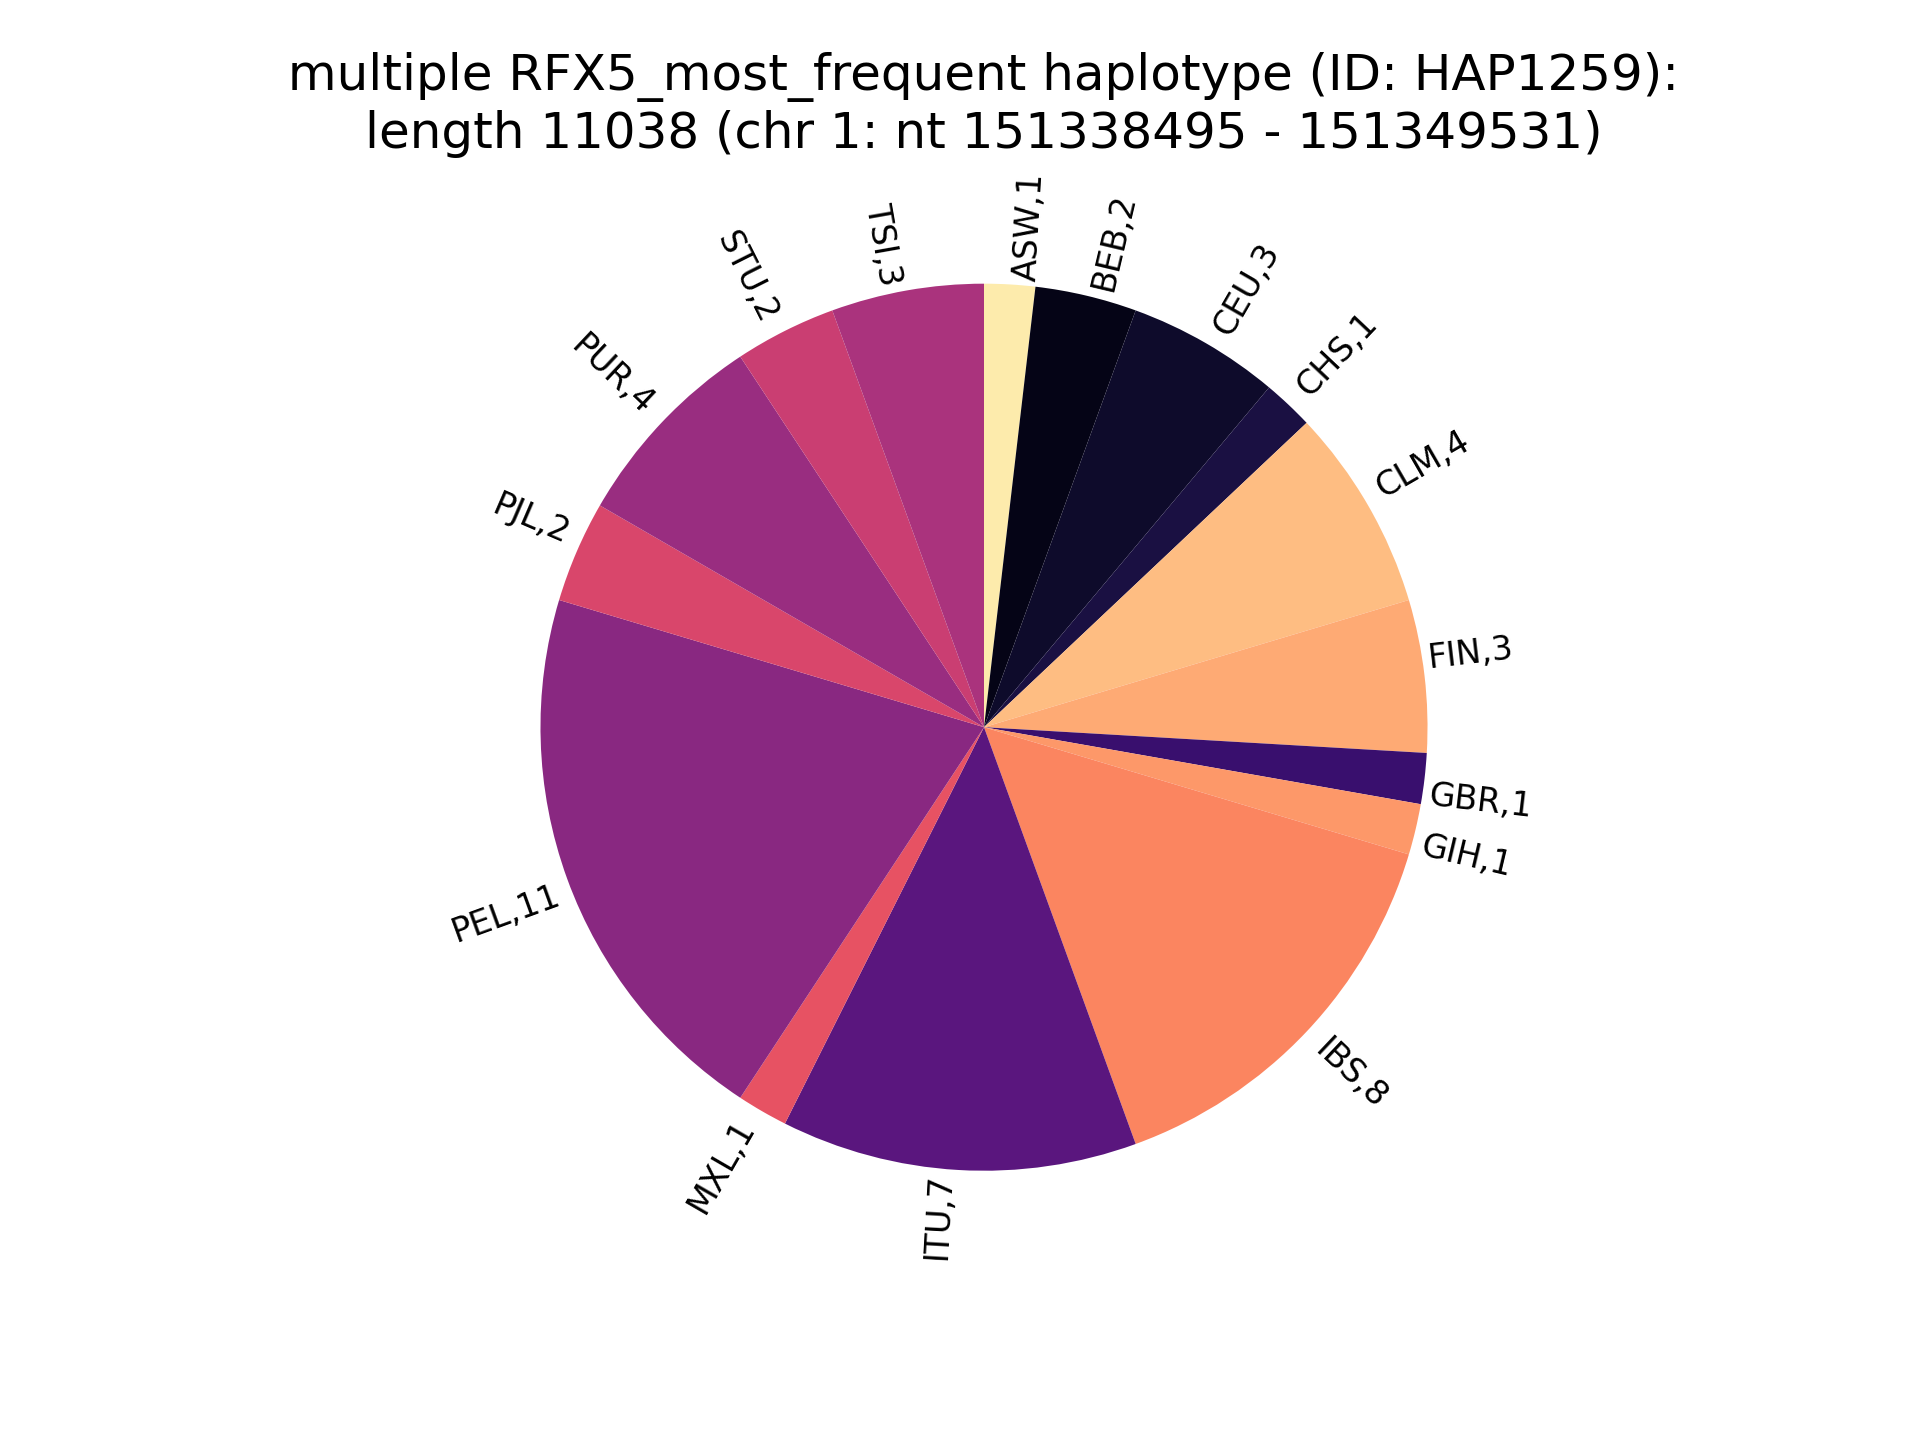 multiple RFX5_most_frequent haplotype (ID: HAP1259):
length 11038 (chr 1: nt 151338495 - 151349531)
ASW,1
BEB,2
CEU,3
CHS,1
CLM,4
FIN,3
GBR,1
GIH,1
IBS,8
ITU,7
MXL,1
PEL,11
PJL,2
PUR,4
STU,2
TSI,3